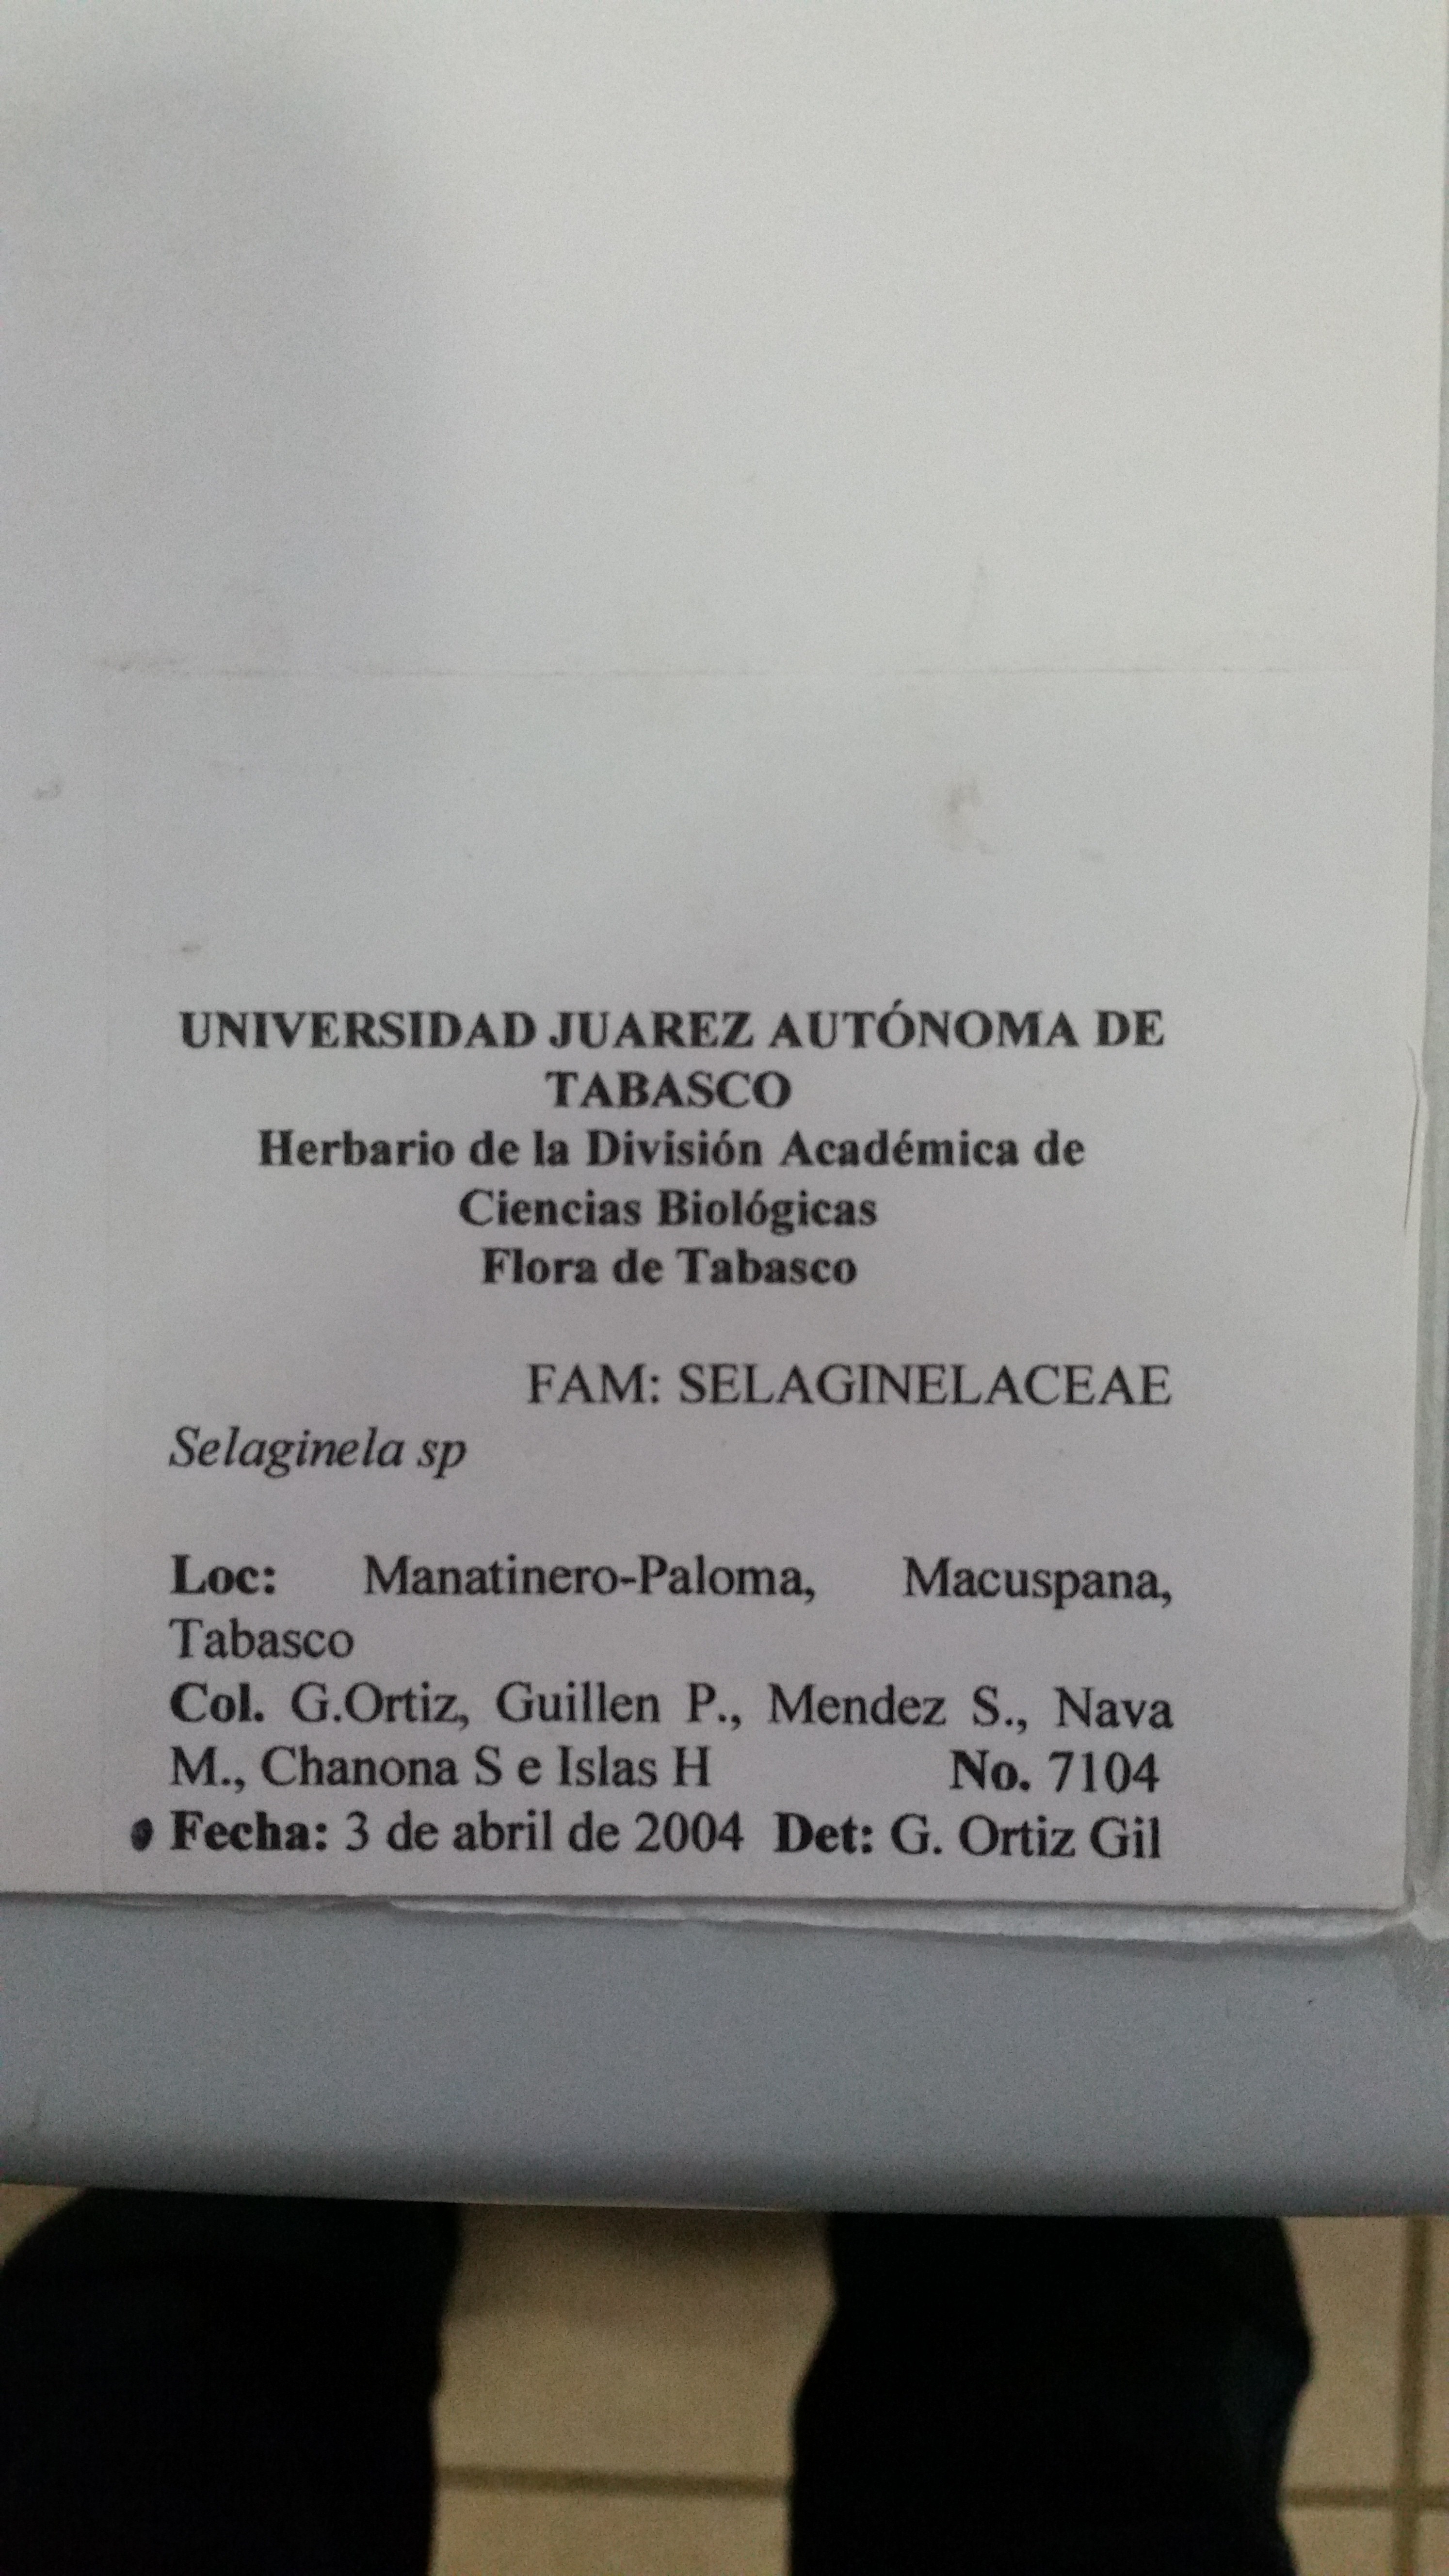 UNIVERSIDAD JUAREZ AUTÓNOMA DE
TABASCO
Herbario de la División Académica de
Ciencias Biológicas
Flora de Tabasco
FAM: SELAGINELACEAE
Selaginela sp
Loc: Manatinero-Paloma, Macuspana,
Tabasco
Col. G.Ortiz, Guillen P., Mendez S., Nava
M., Chanona S e Islas H No. 7104
Fecha: 3 de abril de 2004 Det: G. Ortiz Gil